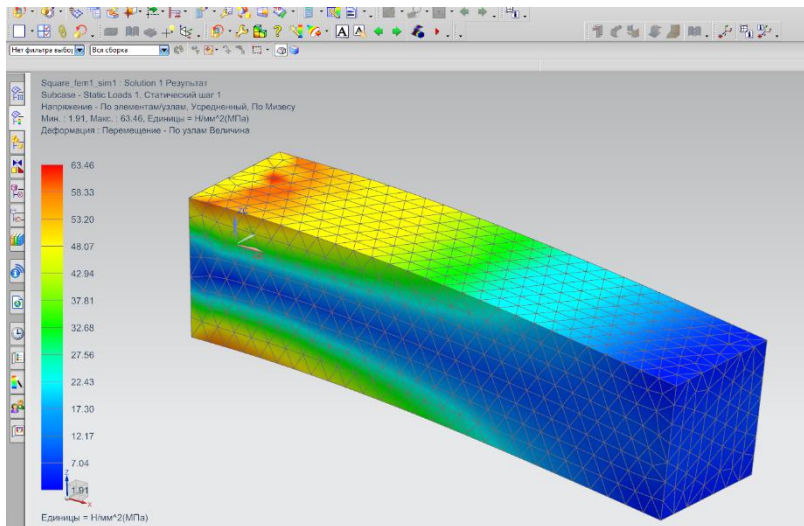 Нет фильтра выбор Вся сборка
Square_fem1_sim1 : Solution 1 Результат
Subcase - Static Loads 1, Статический шаг 1
Напряжение - По элементам/узлам, Усредненный, По Мизесу
Мин. : 1.91, Макс. : 63.46, Единицы = Н/мм^2(МПа)
Деформация : Перемещение - По узлам Величина
63.46
58.33
53.20
48.07
42.94
37.81
32.68
27.56
22.43
17.30
12.17
7.04
Z
1.91
X
Единицы = Н/мм^2(МПа)